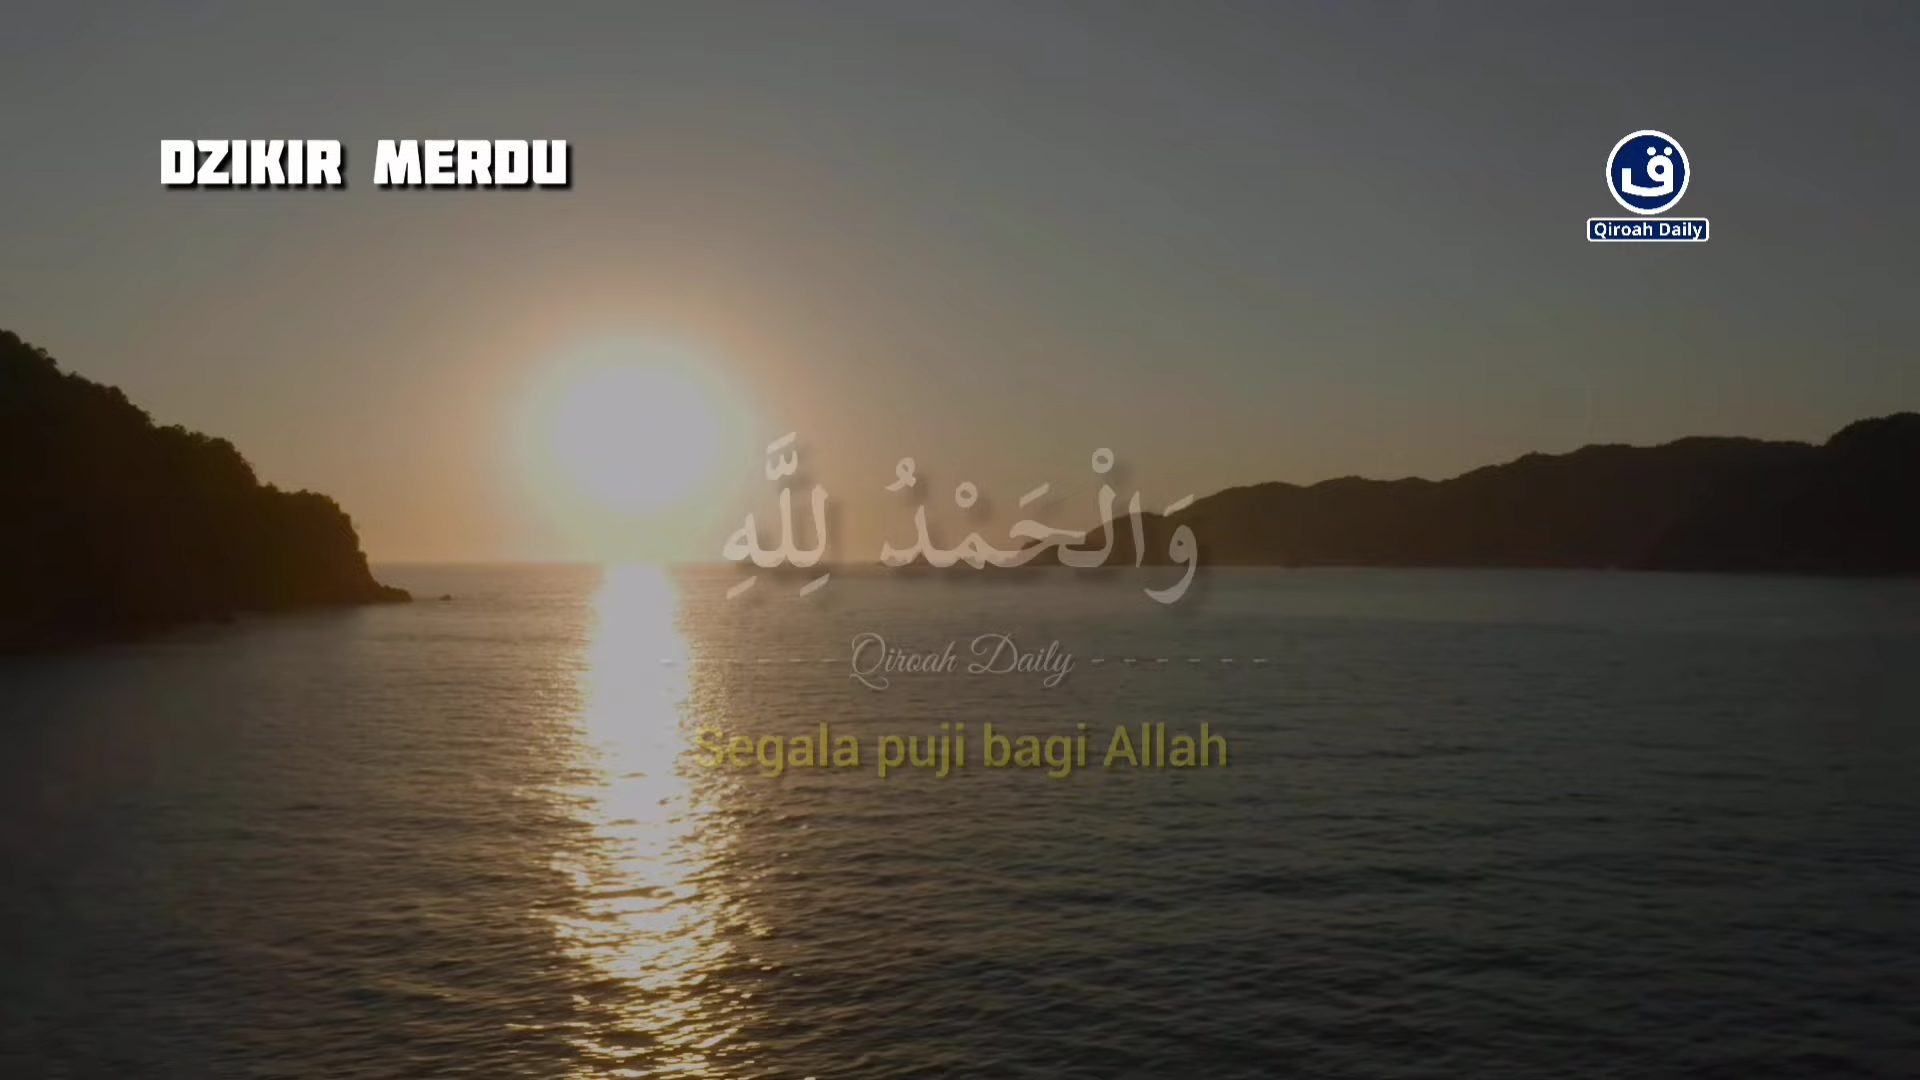 DZIKIR MERDU
ق
Qiroah Daily
وَالْحَمْدُ لِلَّهِ
- - - - - - Qiroah Daily - - - - - - -
Segala puji bagi Allah